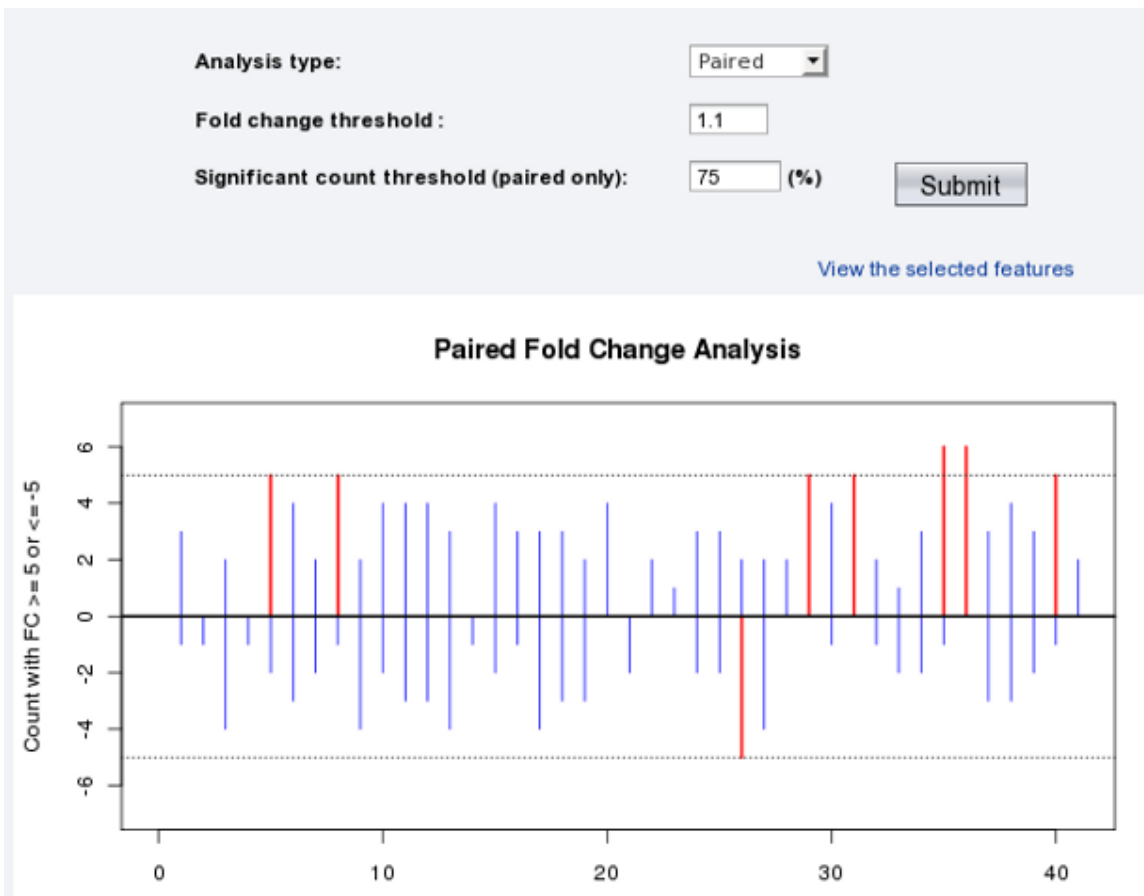 Analysis type: Paired
Fold change threshold : 1.1
Significant count threshold (paired only): 75 (%) Submit
View the selected features
Paired Fold Change Analysis
Count with FC >= 5 or <=-5
6
4
2
0
-2
-4
-6
0 10 20 30 40